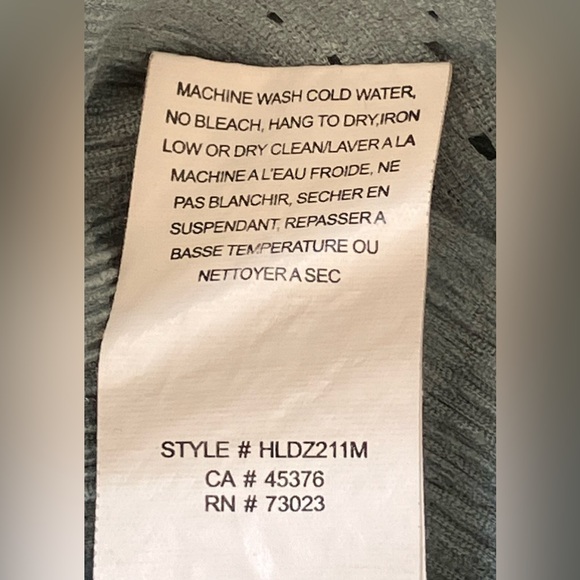 MACHINE WASH COLD WATER,
NO BLEACH, HANG TO DRY,IRON
LOW OR DRY CLEAN/LAVER A LA
MACHINE A L'EAU FROIDE, NE
PAS BLANCHIR, SECHER EN
SUSPENDANT, REPASSER A
BASSE TEMPERATURE OU
NETTOYER A SEC
STYLE # HLDZ211M
CA # 45376
RN # 73023